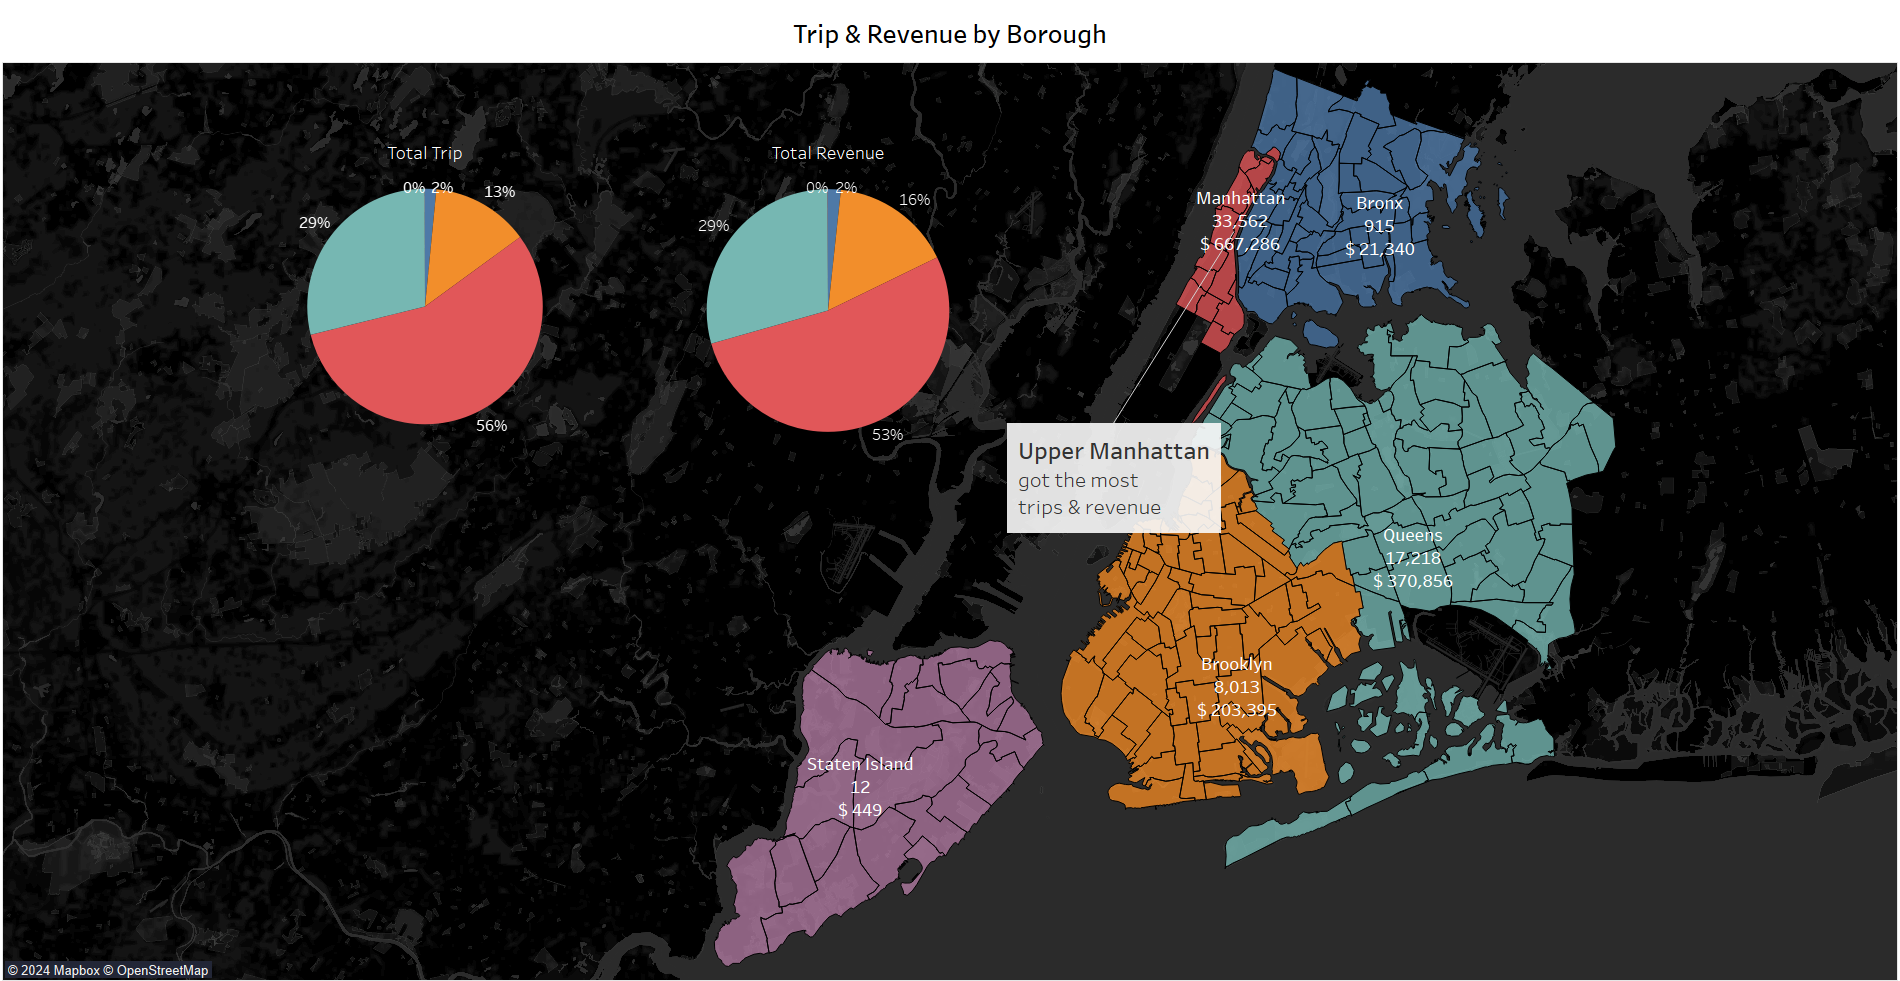 Trip & Revenue by Borough
Total Trip
0% 2%
13%
29%
56%
Total Revenue
0% 2%
16%
29%
53%
Manhattan
33,562
$ 667,286
Bronx
915
$ 21,340
Upper Manhattan
got the most
trips & revenue
Queens
17,218
$ 370,856
Brooklyn
8,013
$ 203,395
Staten Island
12
$ 449
© 2024 Mapbox © OpenStreetMap